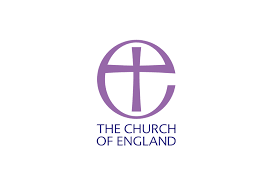 THE CHURCH
OF ENGLAND